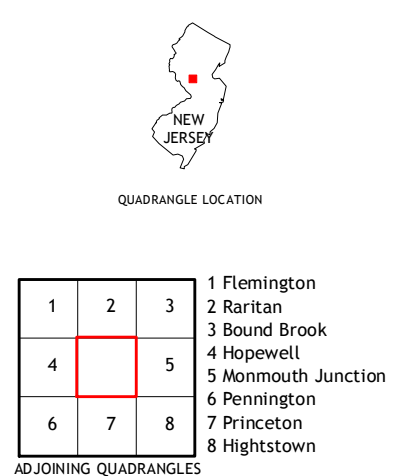 NEW
JERSEY
QUADRANGLE LOCATION
1 2 3
4 5
6 7 8
1 Flemington
2 Raritan
3 Bound Brook
4 Hopewell
5 Monmouth Junction
6 Pennington
7 Princeton
8 Hightstown
ADJOINING QUADRANGLES